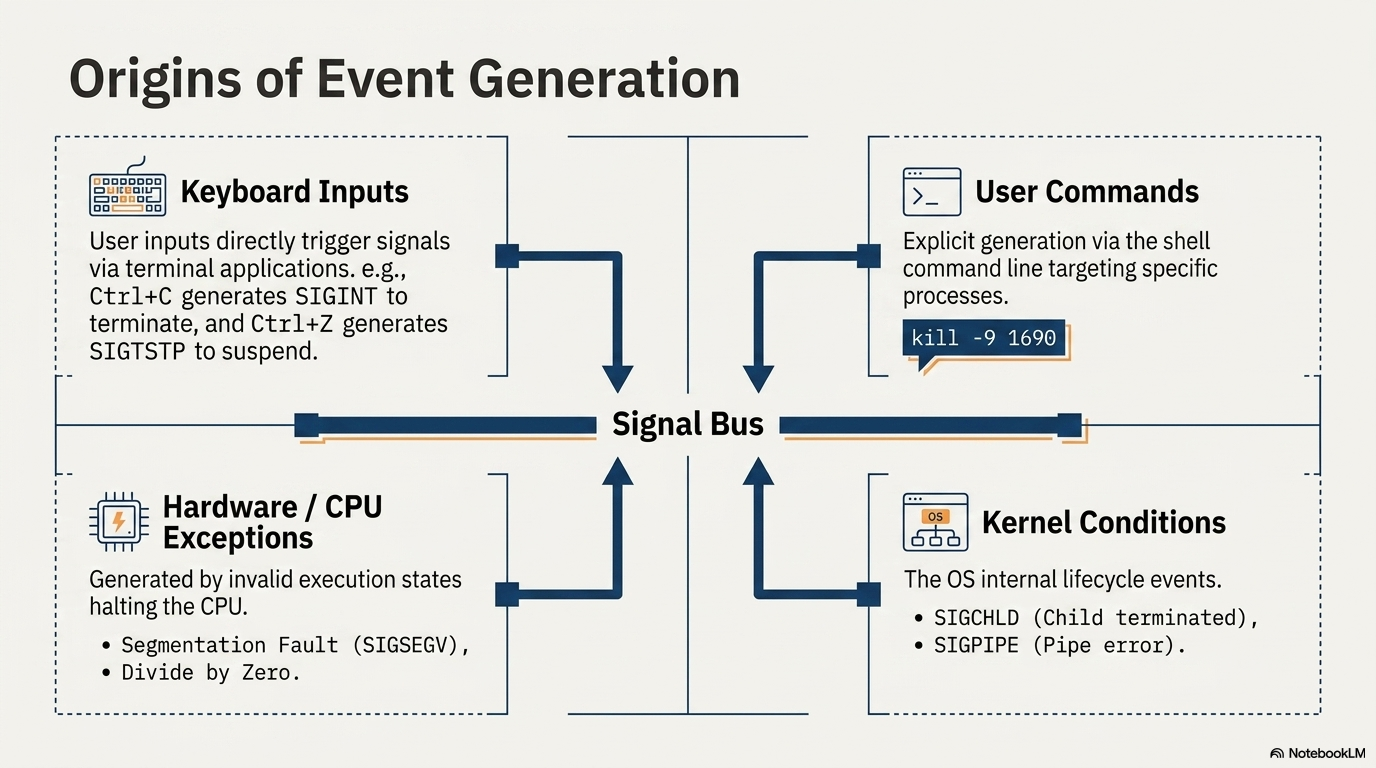 Origins of Event Generation
Keyboard Inputs
User inputs directly trigger signals
via terminal applications. e.g.,
Ctrl+C generates SIGINT to
terminate, and Ctrl+Z generates
SIGTSTP to suspend.
User Commands
Explicit generation via the shell
command line targeting specific
processes.
kill -9 1690
Signal Bus
Hardware / CPU
Exceptions
Generated by invalid execution states
halting the CPU.
• Segmentation Fault (SIGSEGV),
• Divide by Zero.
OS
Kernel Conditions
The OS internal lifecycle events.
• SIGCHLD (Child terminated),
• SIGPIPE (Pipe error).
NotebookLM